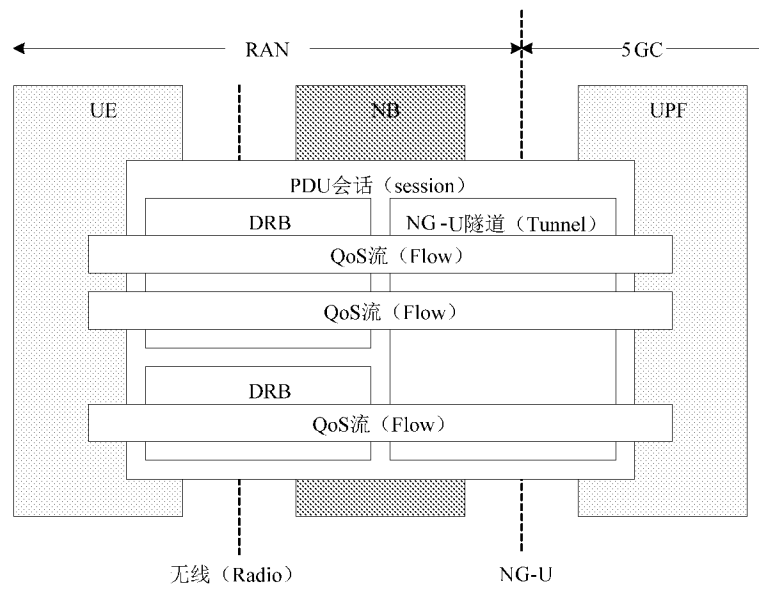 RAN
5GC
UE
NB
UPF
PDU会话（session）
DRB
NG-U隧道（Tunnel）
QoS流（Flow）
QoS流（Flow）
DRB
QoS流（Flow）
无线（Radio）
NG-U